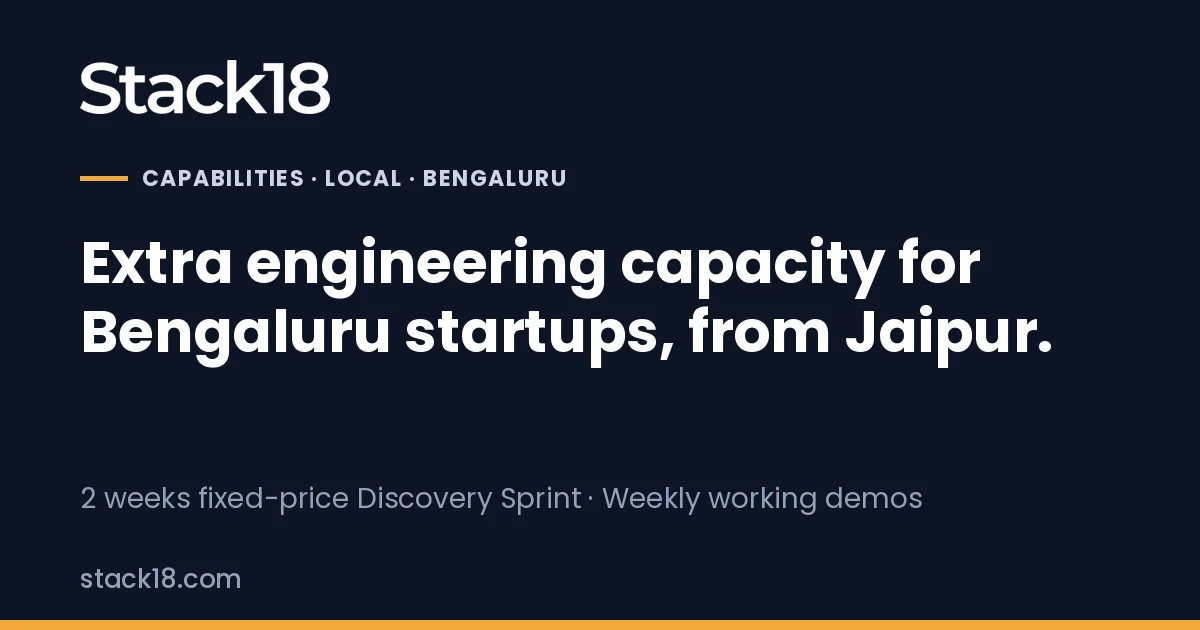 Stack18
CAPABILITIES · LOCAL · BENGALURU
Extra engineering capacity for
Bengaluru startups, from Jaipur.
2 weeks fixed-price Discovery Sprint · Weekly working demos
stack18.com